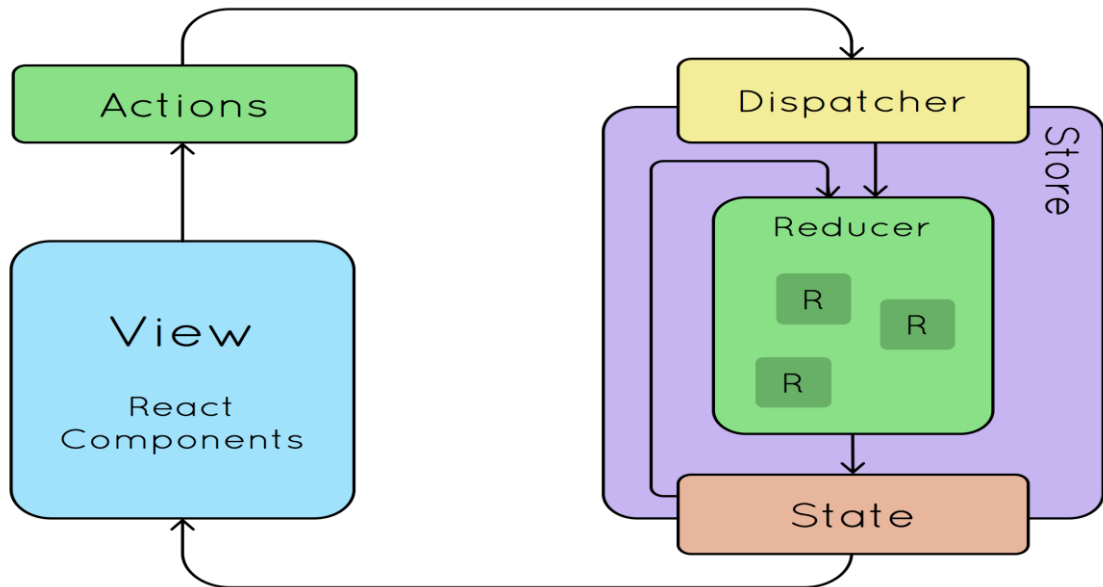 Actions
Dispatcher
Store
Reducer
R
R
R
View
React
Components
State